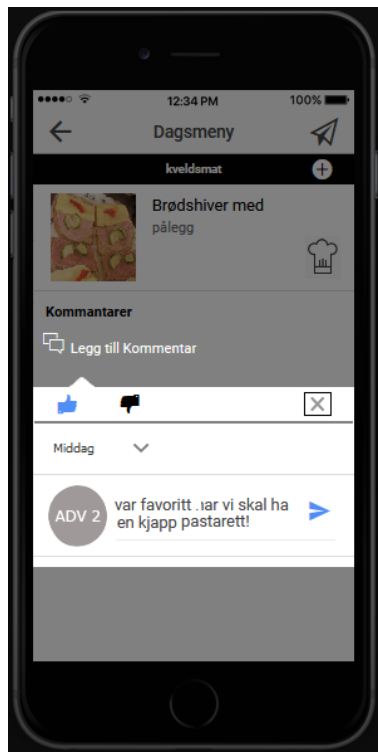 12:34 PM
100%
Dagsmeny
kveldsmat
Brødshiver med
pålegg
Kommantarer
Legg till Kommentar
Middag
ADV 2
var favoritt vi skal ha
en kjapp pastarett!